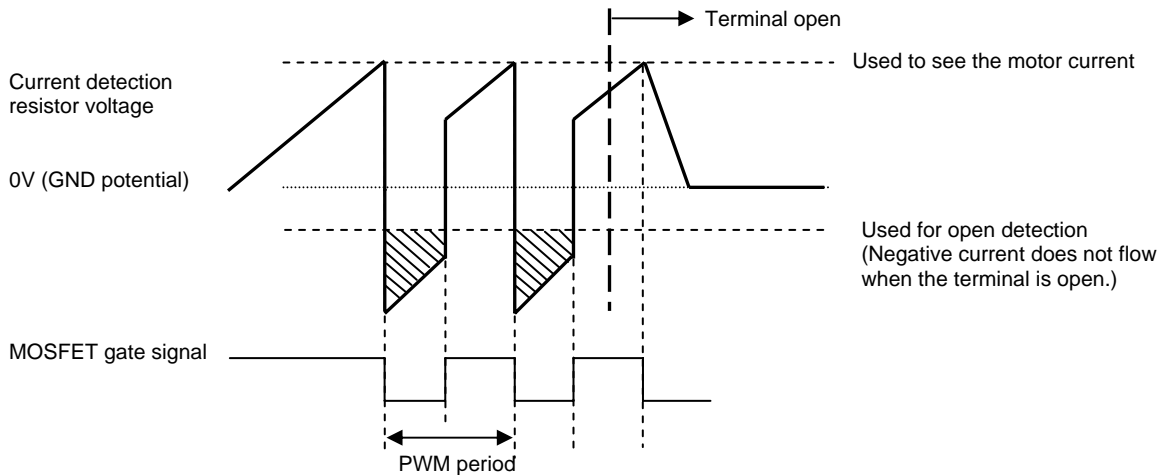 Terminal open
Used to see the motor current
Current detection
resistor voltage
0V (GND potential)
Used for open detection
(Negative current does not flow
when the terminal is open.)
MOSFET gate signal
PWM period